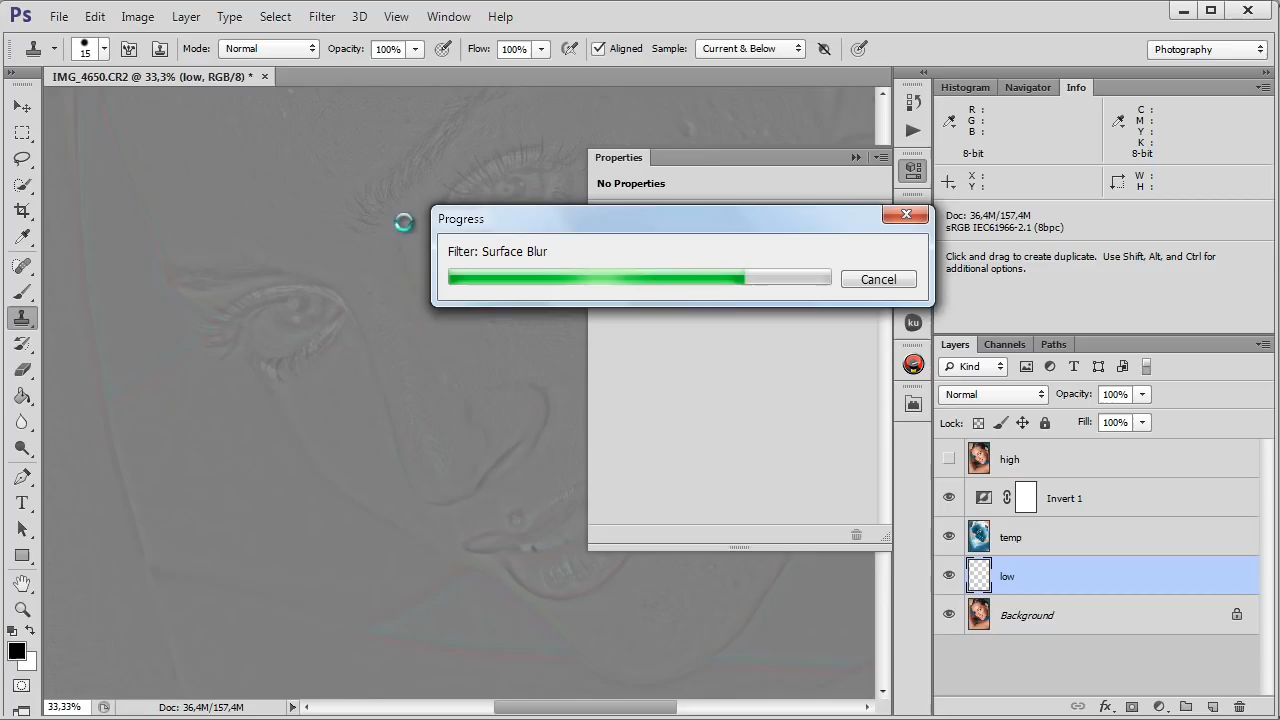 Ps File Edit Image Layer Type Select Filter 3D View Window Help
15 Mode: Normal Opacity: 100% Flow: 100% Aligned Sample: Current & Below Photography
IMG_4650.CR2 @ 33,3% (low, RGB/8) * ×
Histogram Navigator Info
R : C :
G : M :
B : Y :
K :
8-bit 8-bit
X : W :
Y : H :
Doc: 36,4M/157,4M
sRGB IEC61966-2.1 (8bpc)
Click and drag to create duplicate. Use Shift, Alt, and Ctrl for
additional options.
Properties
No Properties
Progress
Filter: Surface Blur
Cancel
ku
Layers Channels Paths
Kind
Normal Opacity: 100%
Lock: Fill: 100%
high
Invert 1
temp
low
Background
33,33% Doc: 36,4M/157,4M
fx